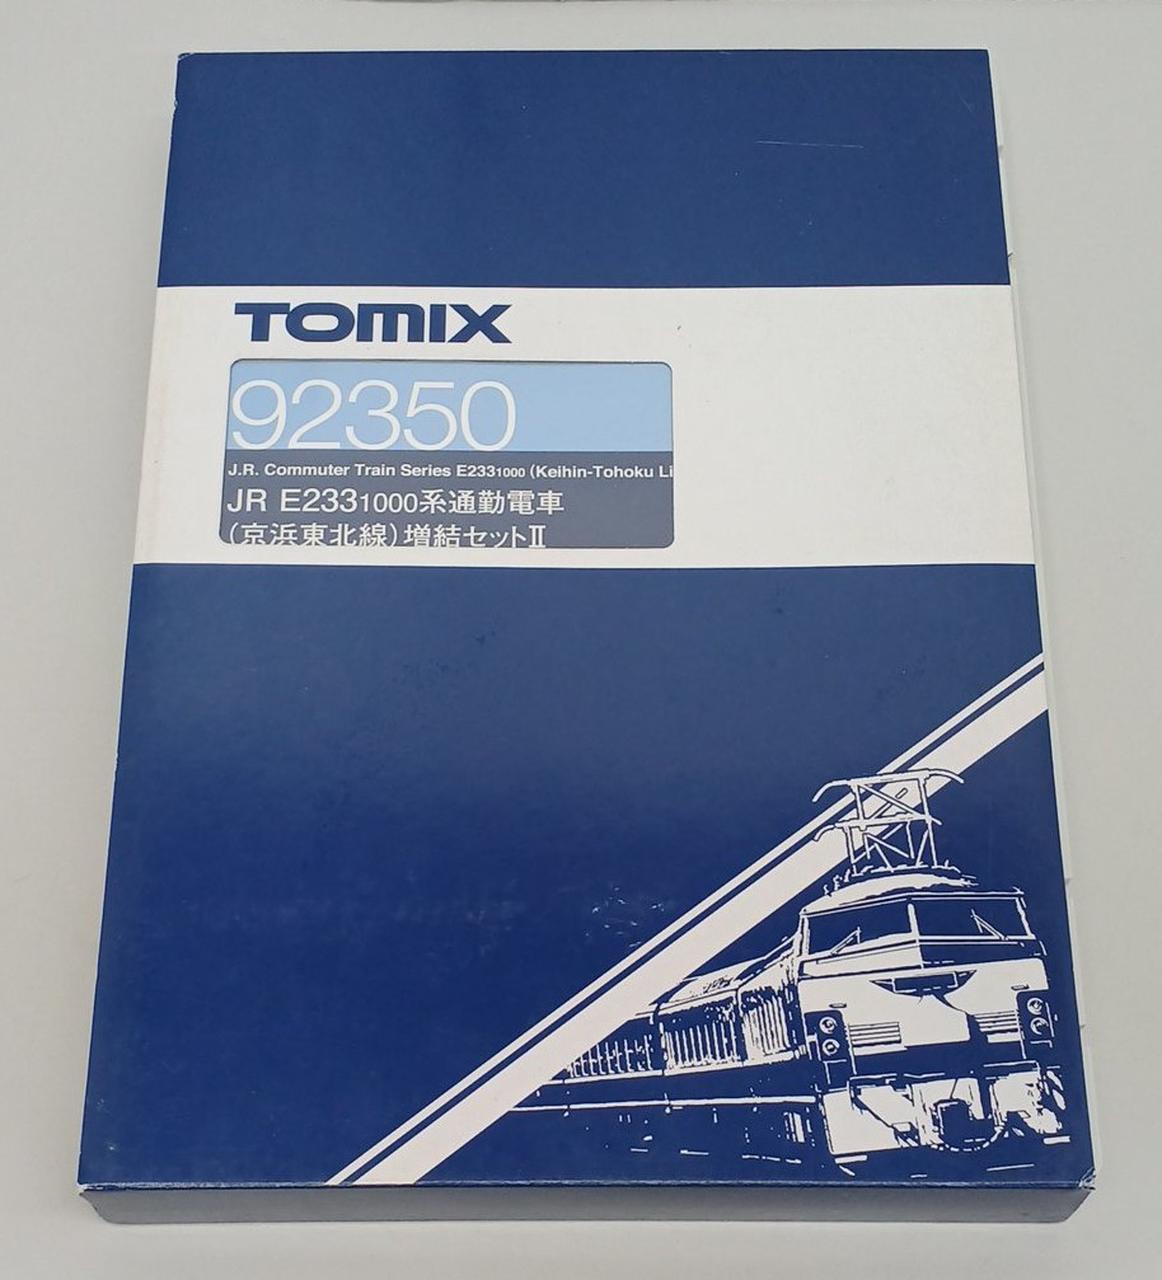 TOMIX
92350
J.R. Commuter Train Series E2331000 (Keihin-Tohoku Li
JR E2331000系通勤電車
(京浜東北線)増結セットⅡ